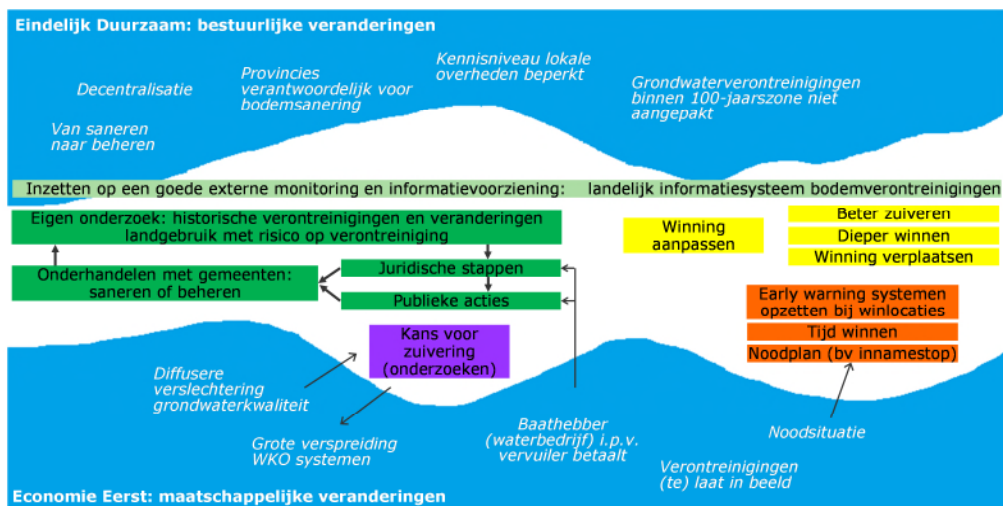 Eindelijk Duurzaam: bestuurlijke veranderingen
Decentralisatie
Van saneren
naar beheren
Provincies
verantwoordelijk voor
bodemsanering
Kennisniveau lokale
overheden beperkt
Grondwaterverontreinigingen
binnen 100-jaarszone niet
aangepakt
Inzetten op een goede externe monitoring en informatievoorziening: landelijk informatiesysteem bodemverontreinigingen
Eigen onderzoek: historische verontreinigingen en veranderingen
landgebruik met risico op verontreiniging
Juridische stappen
Onderhandelen met gemeenten:
saneren of beheren
Publieke acties
Kans voor
zuivering
(onderzoeken)
Winning
aanpassen
Beter zuiveren
Dieper winnen
Winning verplaatsen
Early warning systemen
opzetten bij winlocaties
Tijd winnen
Noodplan (bv innamestop)
Diffusere
verslechtering
grondwaterkwaliteit
Grote verspreiding
WKO systemen
Baathebber
(waterbedrijf) i.p.v.
vervuiler betaalt
Noodsituatie
Verontreinigingen
(te) laat in beeld
Economie Eerst: maatschappelijke veranderingen